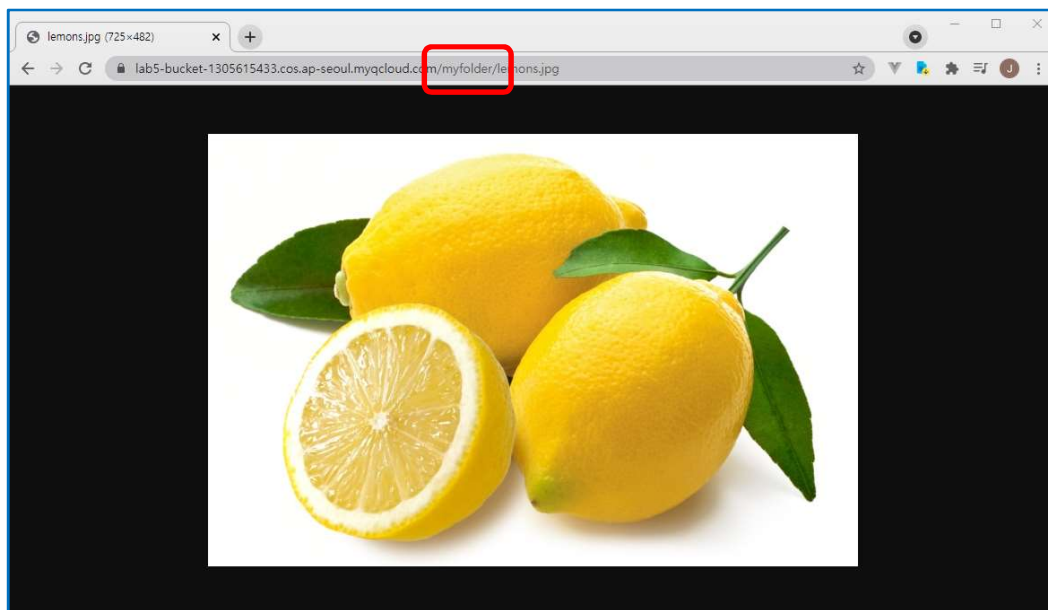 lemons.jpg (725×482)
lab5-bucket-1305615433.cos.ap-seoul.myqcloud.com/myfolder/lemons.jpg
J